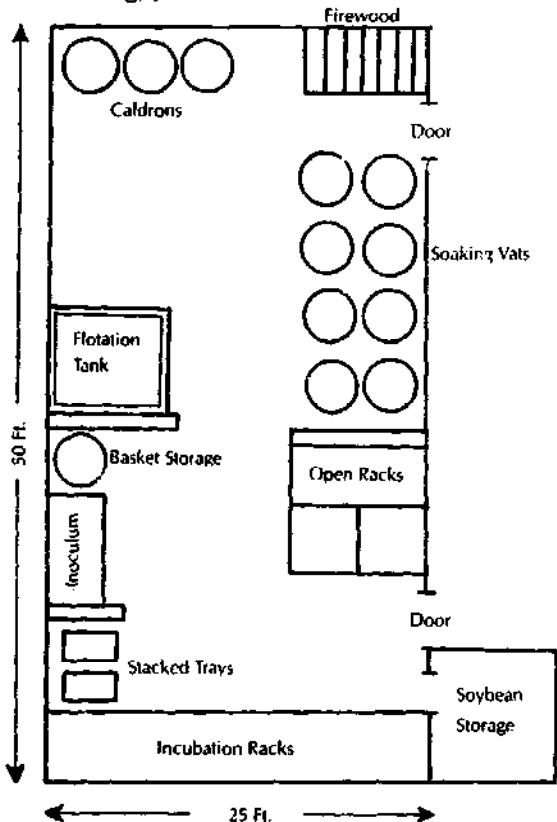 Firewood
Caldrons
Door
Soaking Vats
Flotation
Tank
50 Ft.
Basket Storage
Open Racks
Inoculum
Door
Stacked Trays
Soybean
Storage
Incubation Racks
25 Ft.